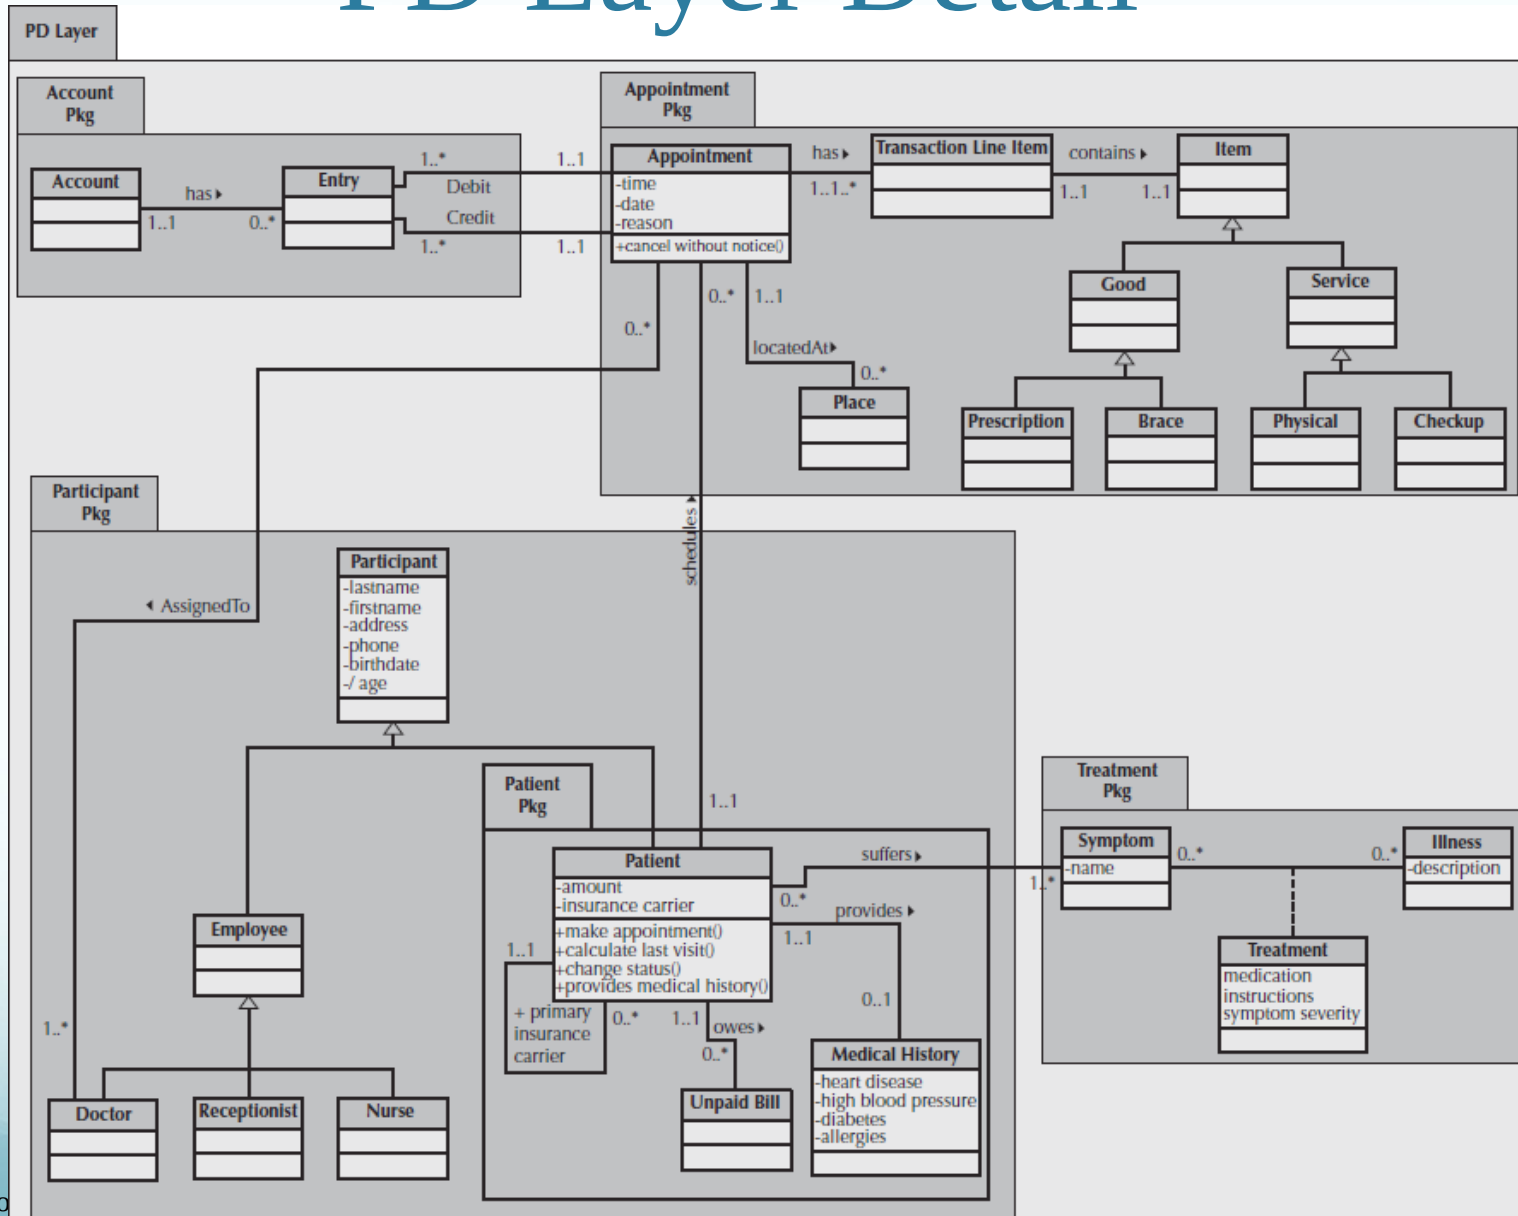 PD Layer Detail
PD Layer
Account
Pkg
Account
has
1..1
0..*
Entry
1..*
Debit
Credit
1..*
1..1
1..1
Appointment
Pkg
Appointment
-time
-date
-reason
+cancel without notice()
has
1..1..*
Transaction Line Item
contains
1..1
1..1
Item
Good
Service
Prescription
Brace
Physical
Checkup
0..*
0..*
1..1
locatedAt
0..*
Place
schedules
AssignedTo
Participant
Pkg
Participant
-lastname
-firstname
-address
-phone
-birthdate
-/ age
Employee
1..*
Doctor
Receptionist
Nurse
Patient
Pkg
1..1
Patient
-amount
-insurance carrier
+make appointment()
+calculate last visit()
+change status()
+provides medical history()
1..1
+ primary
insurance
carrier
0..*
1..1
owes
0..*
Unpaid Bill
suffers
0..*
1..*
provides
1..1
0..1
Medical History
-heart disease
-high blood pressure
-diabetes
-allergies
Treatment
Pkg
Symptom
-name
0..*
0..*
Illness
-description
Treatment
medication
instructions
symptom severity